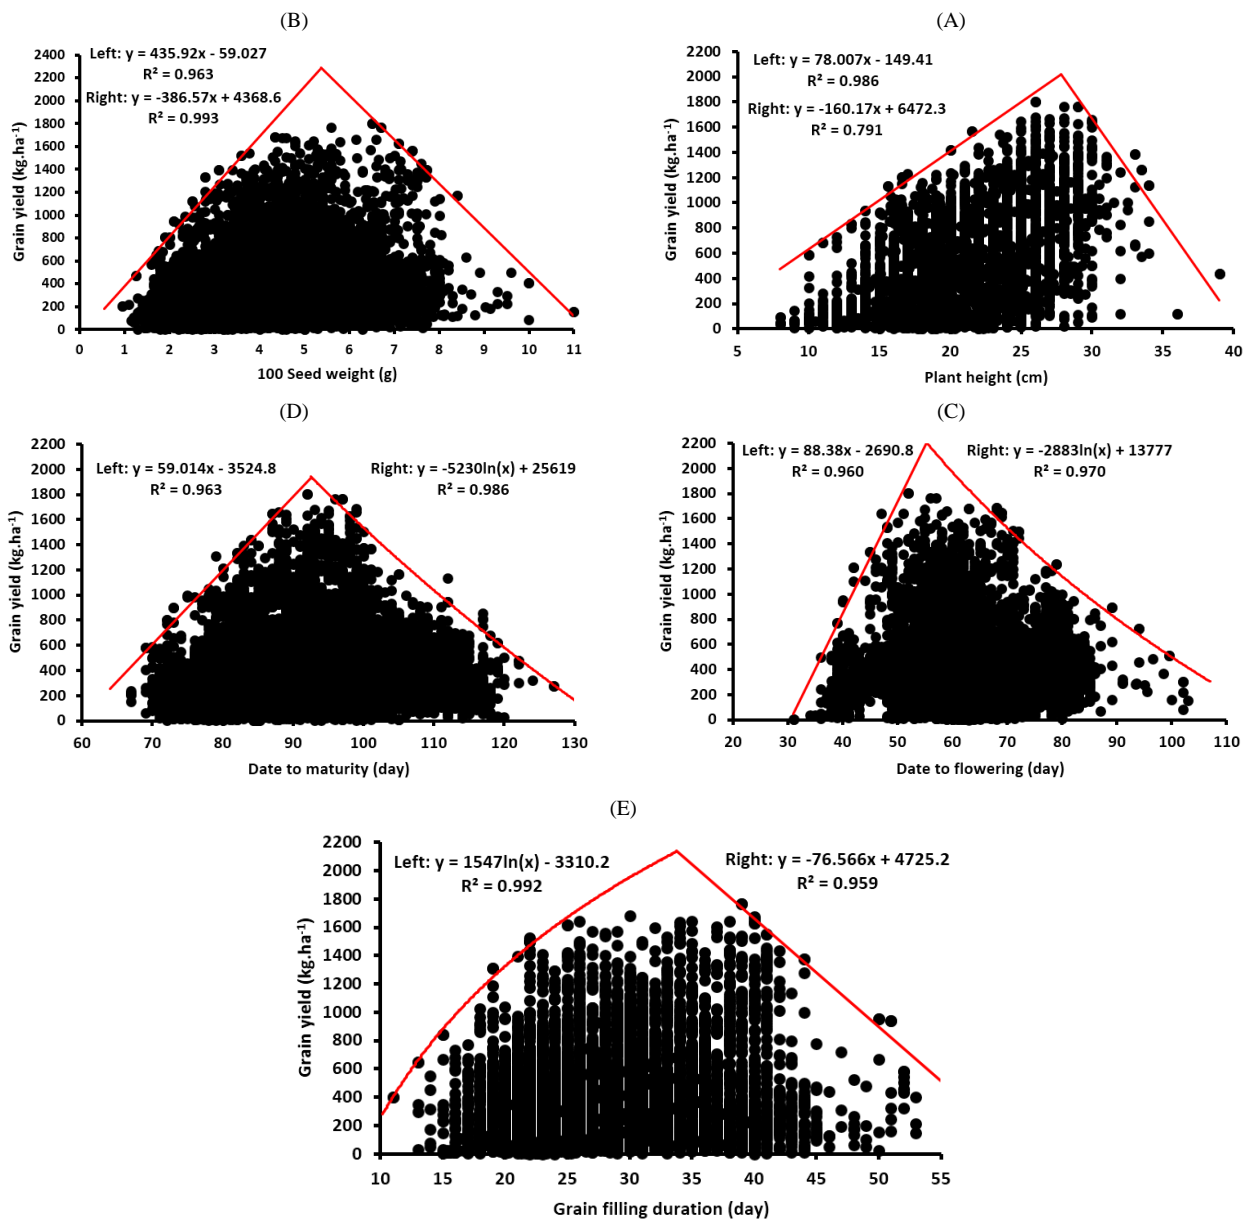 (B)
Left: y = 435.92x - 59.027
R² = 0.963
Right: y = -386.57x + 4368.6
R² = 0.993
2400
2200
2000
1800
1600
1400
1200
1000
800
600
400
200
0
Grain yield (kg.ha⁻¹)
0 1 2 3 4 5 6 7 8 9 10 11
100 Seed weight (g)
(A)
Left: y = 78.007x - 149.41
R² = 0.986
Right: y = -160.17x + 6472.3
R² = 0.791
2200
2000
1800
1600
1400
1200
1000
800
600
400
200
0
Grain yield (kg.ha⁻¹)
5 10 15 20 25 30 35 40
Plant height (cm)
(D)
Left: y = 59.014x - 3524.8
R² = 0.963
Right: y = -5230ln(x) + 25619
R² = 0.986
2200
2000
1800
1600
1400
1200
1000
800
600
400
200
0
Grain yield (kg.ha⁻¹)
60 70 80 90 100 110 120 130
Date to maturity (day)
(C)
Left: y = 88.38x - 2690.8
R² = 0.960
Right: y = -2883ln(x) + 13777
R² = 0.970
2200
2000
1800
1600
1400
1200
1000
800
600
400
200
0
Grain yield (kg.ha⁻¹)
20 30 40 50 60 70 80 90 100 110
Date to flowering (day)
(E)
Left: y = 1547ln(x) - 3310.2
R² = 0.992
Right: y = -76.566x + 4725.2
R² = 0.959
2200
2000
1800
1600
1400
1200
1000
800
600
400
200
0
Grain yield (kg.ha⁻¹)
10 15 20 25 30 35 40 45 50 55
Grain filling duration (day)